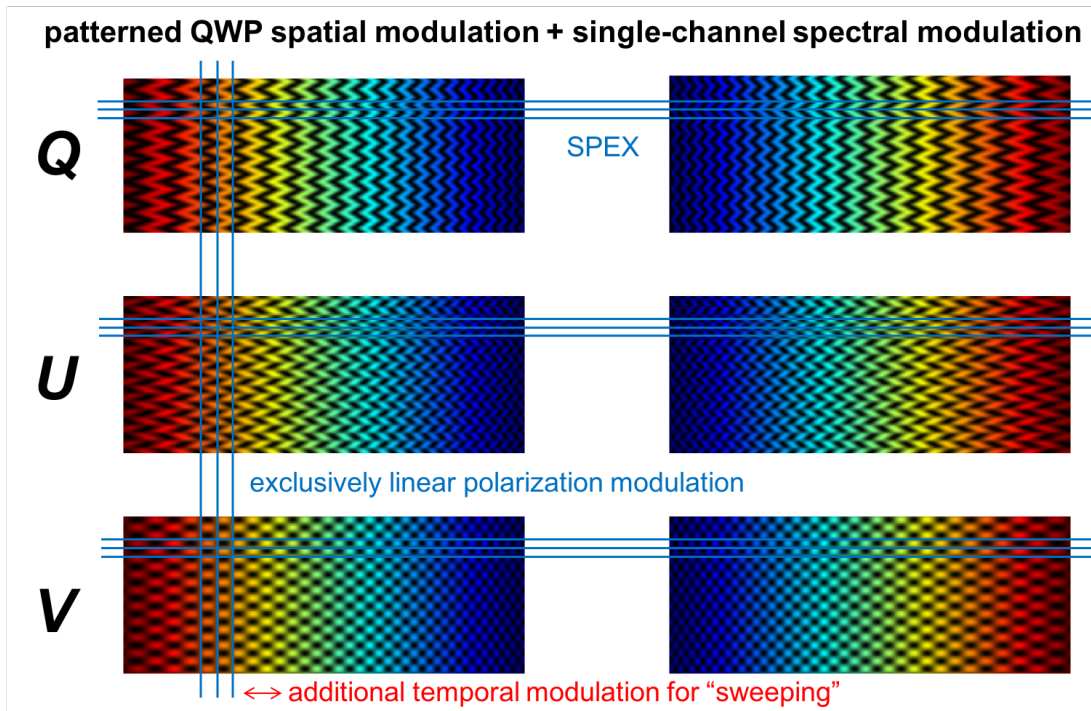 patterned QWP spatial modulation + single-channel spectral modulation
Q
SPEX
U
exclusively linear polarization modulation
V
additional temporal modulation for “sweeping”